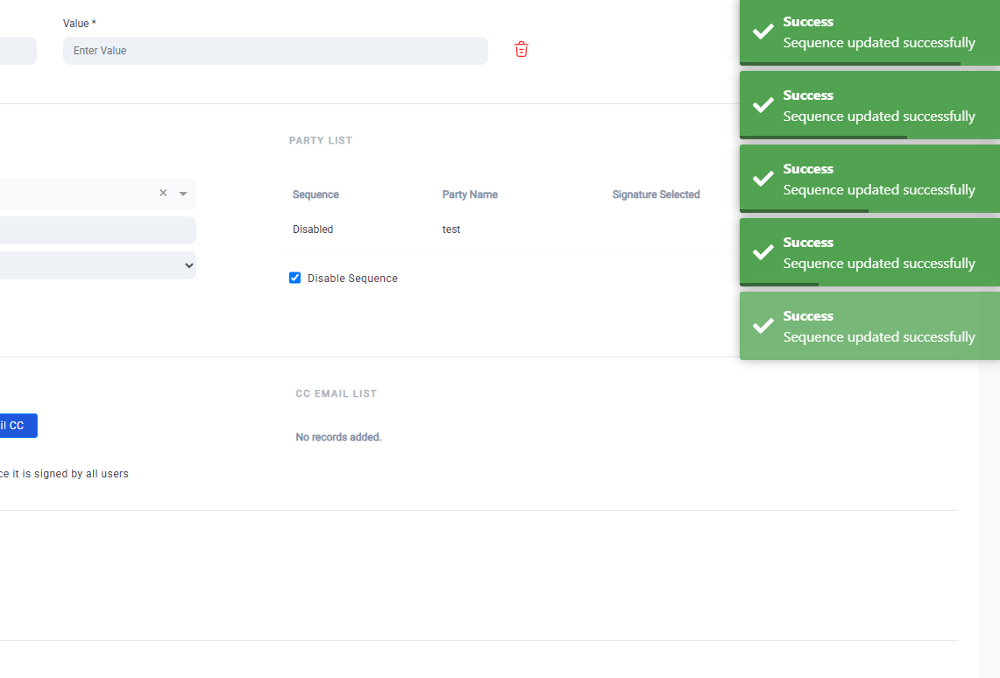 Value *
Enter Value
Success
Sequence updated successfully
Success
Sequence updated successfully
Success
Sequence updated successfully
Success
Sequence updated successfully
Success
Sequence updated successfully
PARTY LIST
Sequence Party Name Signature Selected
Disabled test
Disable Sequence
CC EMAIL LIST
il CC
No records added.
ce it is signed by all users